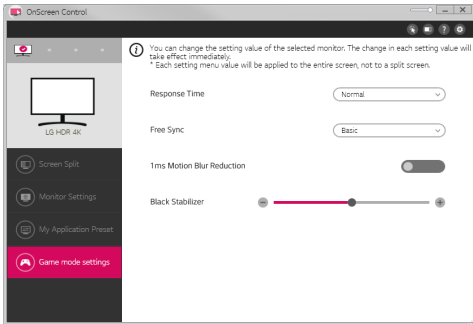 OnScreen Control
You can change the setting value of the selected monitor. The change in each setting value will
take effect immediately.
* Each setting menu value will be applied to the entire screen, not to a split screen.
LG HDR 4K
Screen Split
Monitor Settings
My Application Preset
Game mode settings
Response Time
Normal
Free Sync
Basic
1ms Motion Blur Reduction
Black Stabilizer